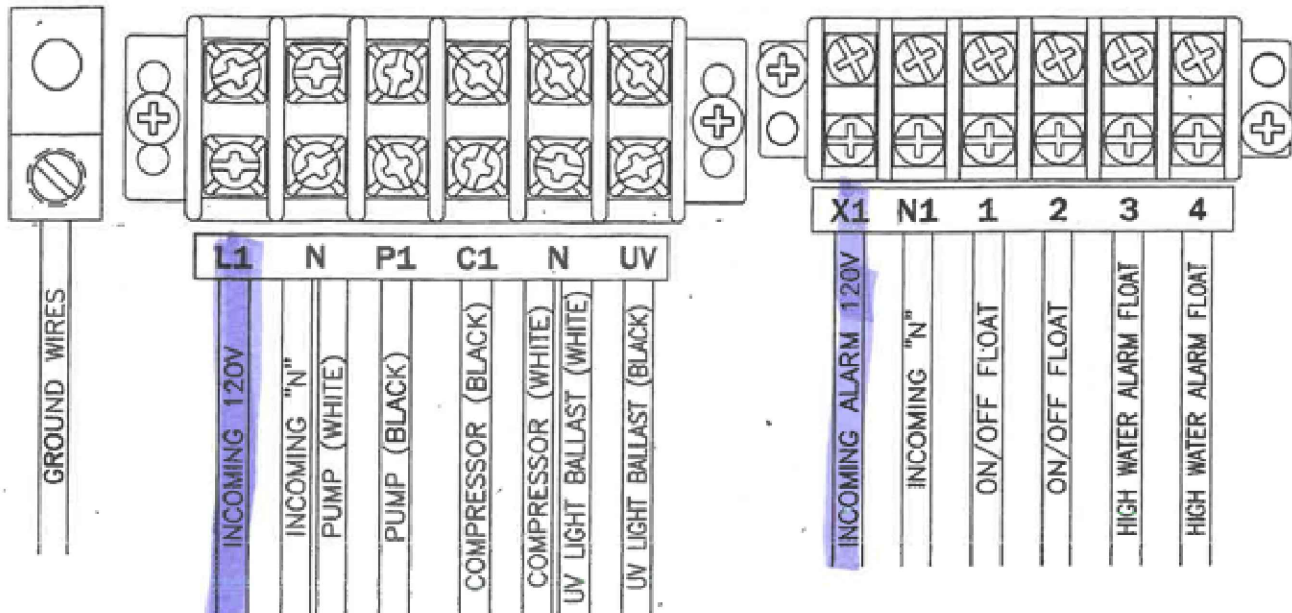 L1 N P1 C1 N UV
X1 N1 1 2 3 4
GROUND WIRES
INCOMING 120V
INCOMING "N"
PUMP (WHITE)
PUMP (BLACK)
COMPRESSOR (BLACK)
COMPRESSOR (WHITE)
UV LIGHT BALLAST (WHITE)
UV LIGHT BALLAST (BLACK)
INCOMING ALARM 120V
INCOMING "N"
ON/OFF FLOAT
ON/OFF FLOAT
HIGH WATER ALARM FLOAT
HIGH WATER ALARM FLOAT